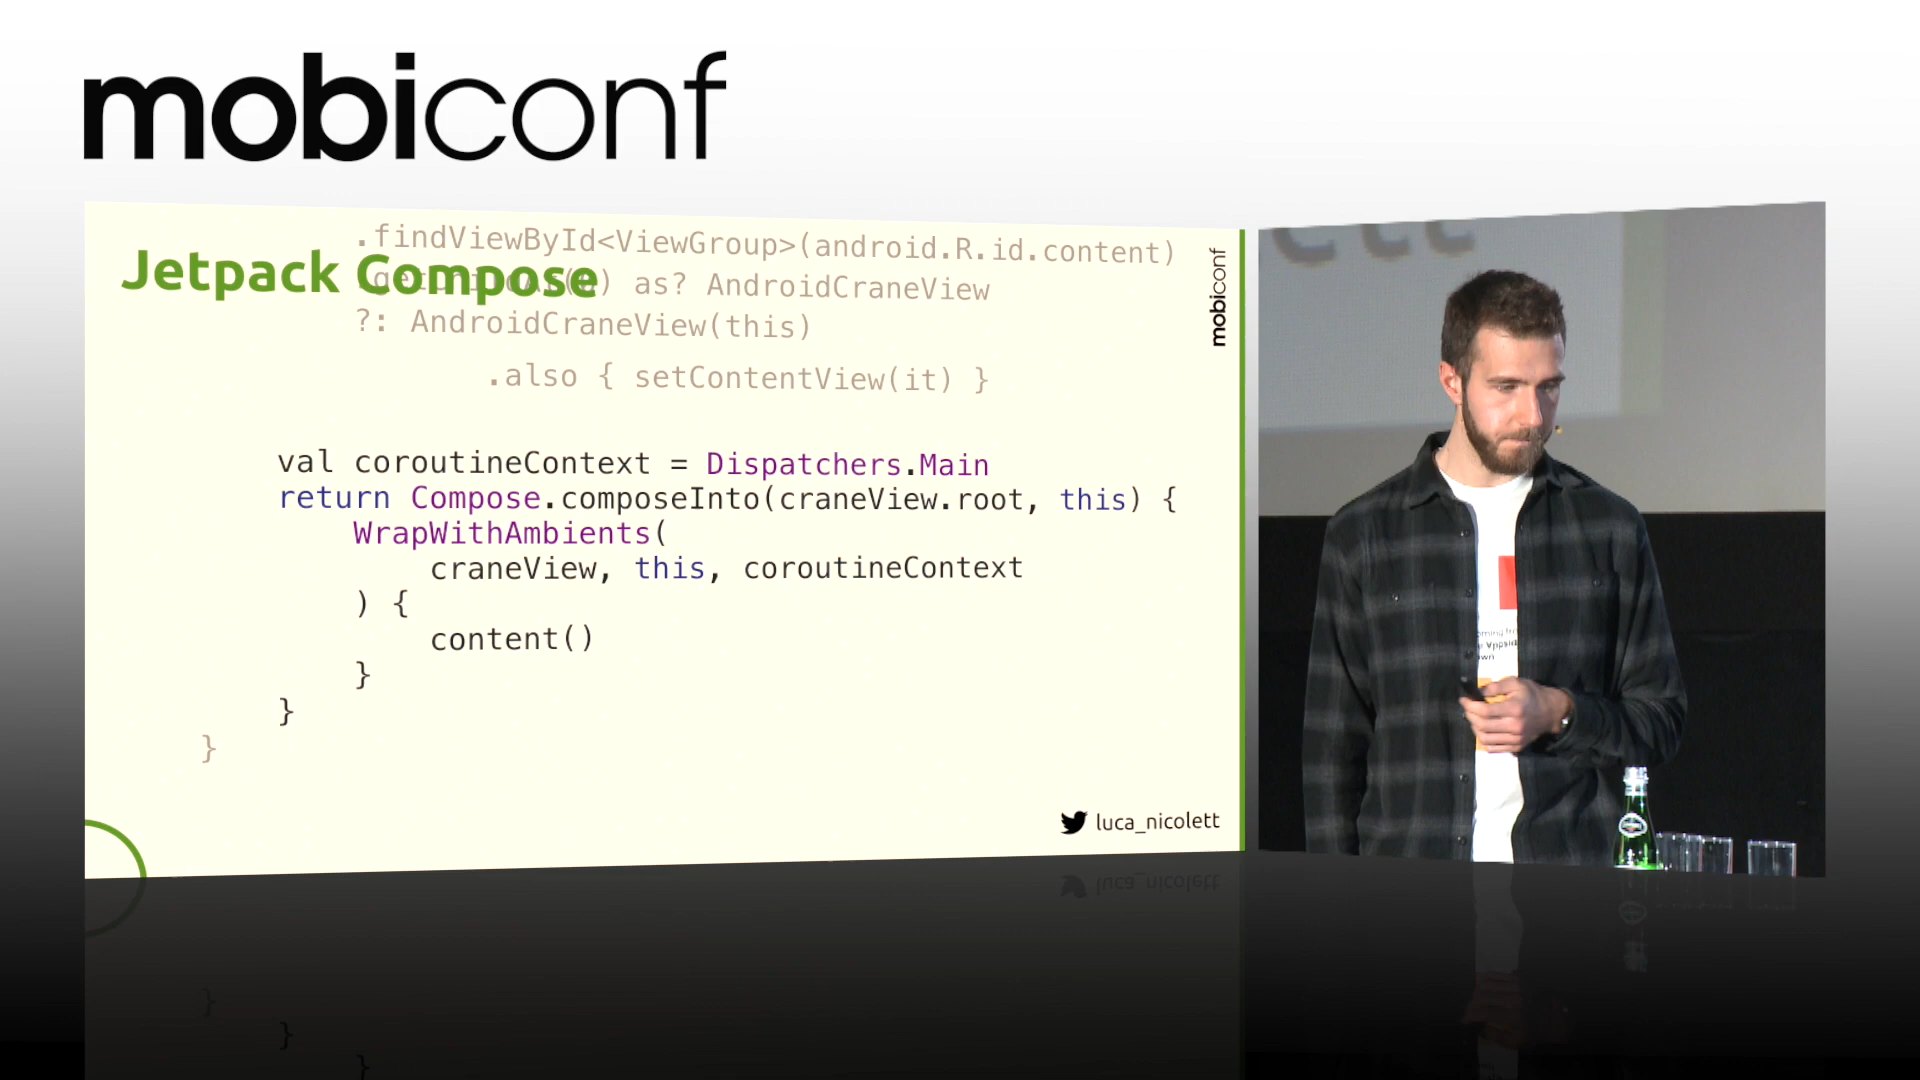 mobiconf
.findViewById<ViewGroup>(android.R.id.content)
Jetpack Compose
as? AndroidCraneView
?: AndroidCraneView(this)
.also { setContentView(it) }
val coroutineContext = Dispatchers.Main
return Compose.composeInto(craneView.root, this) {
WrapWithAmbients(
craneView, this, coroutineContext
) {
content()
}
}
}
mobiconf
luca_nicolett